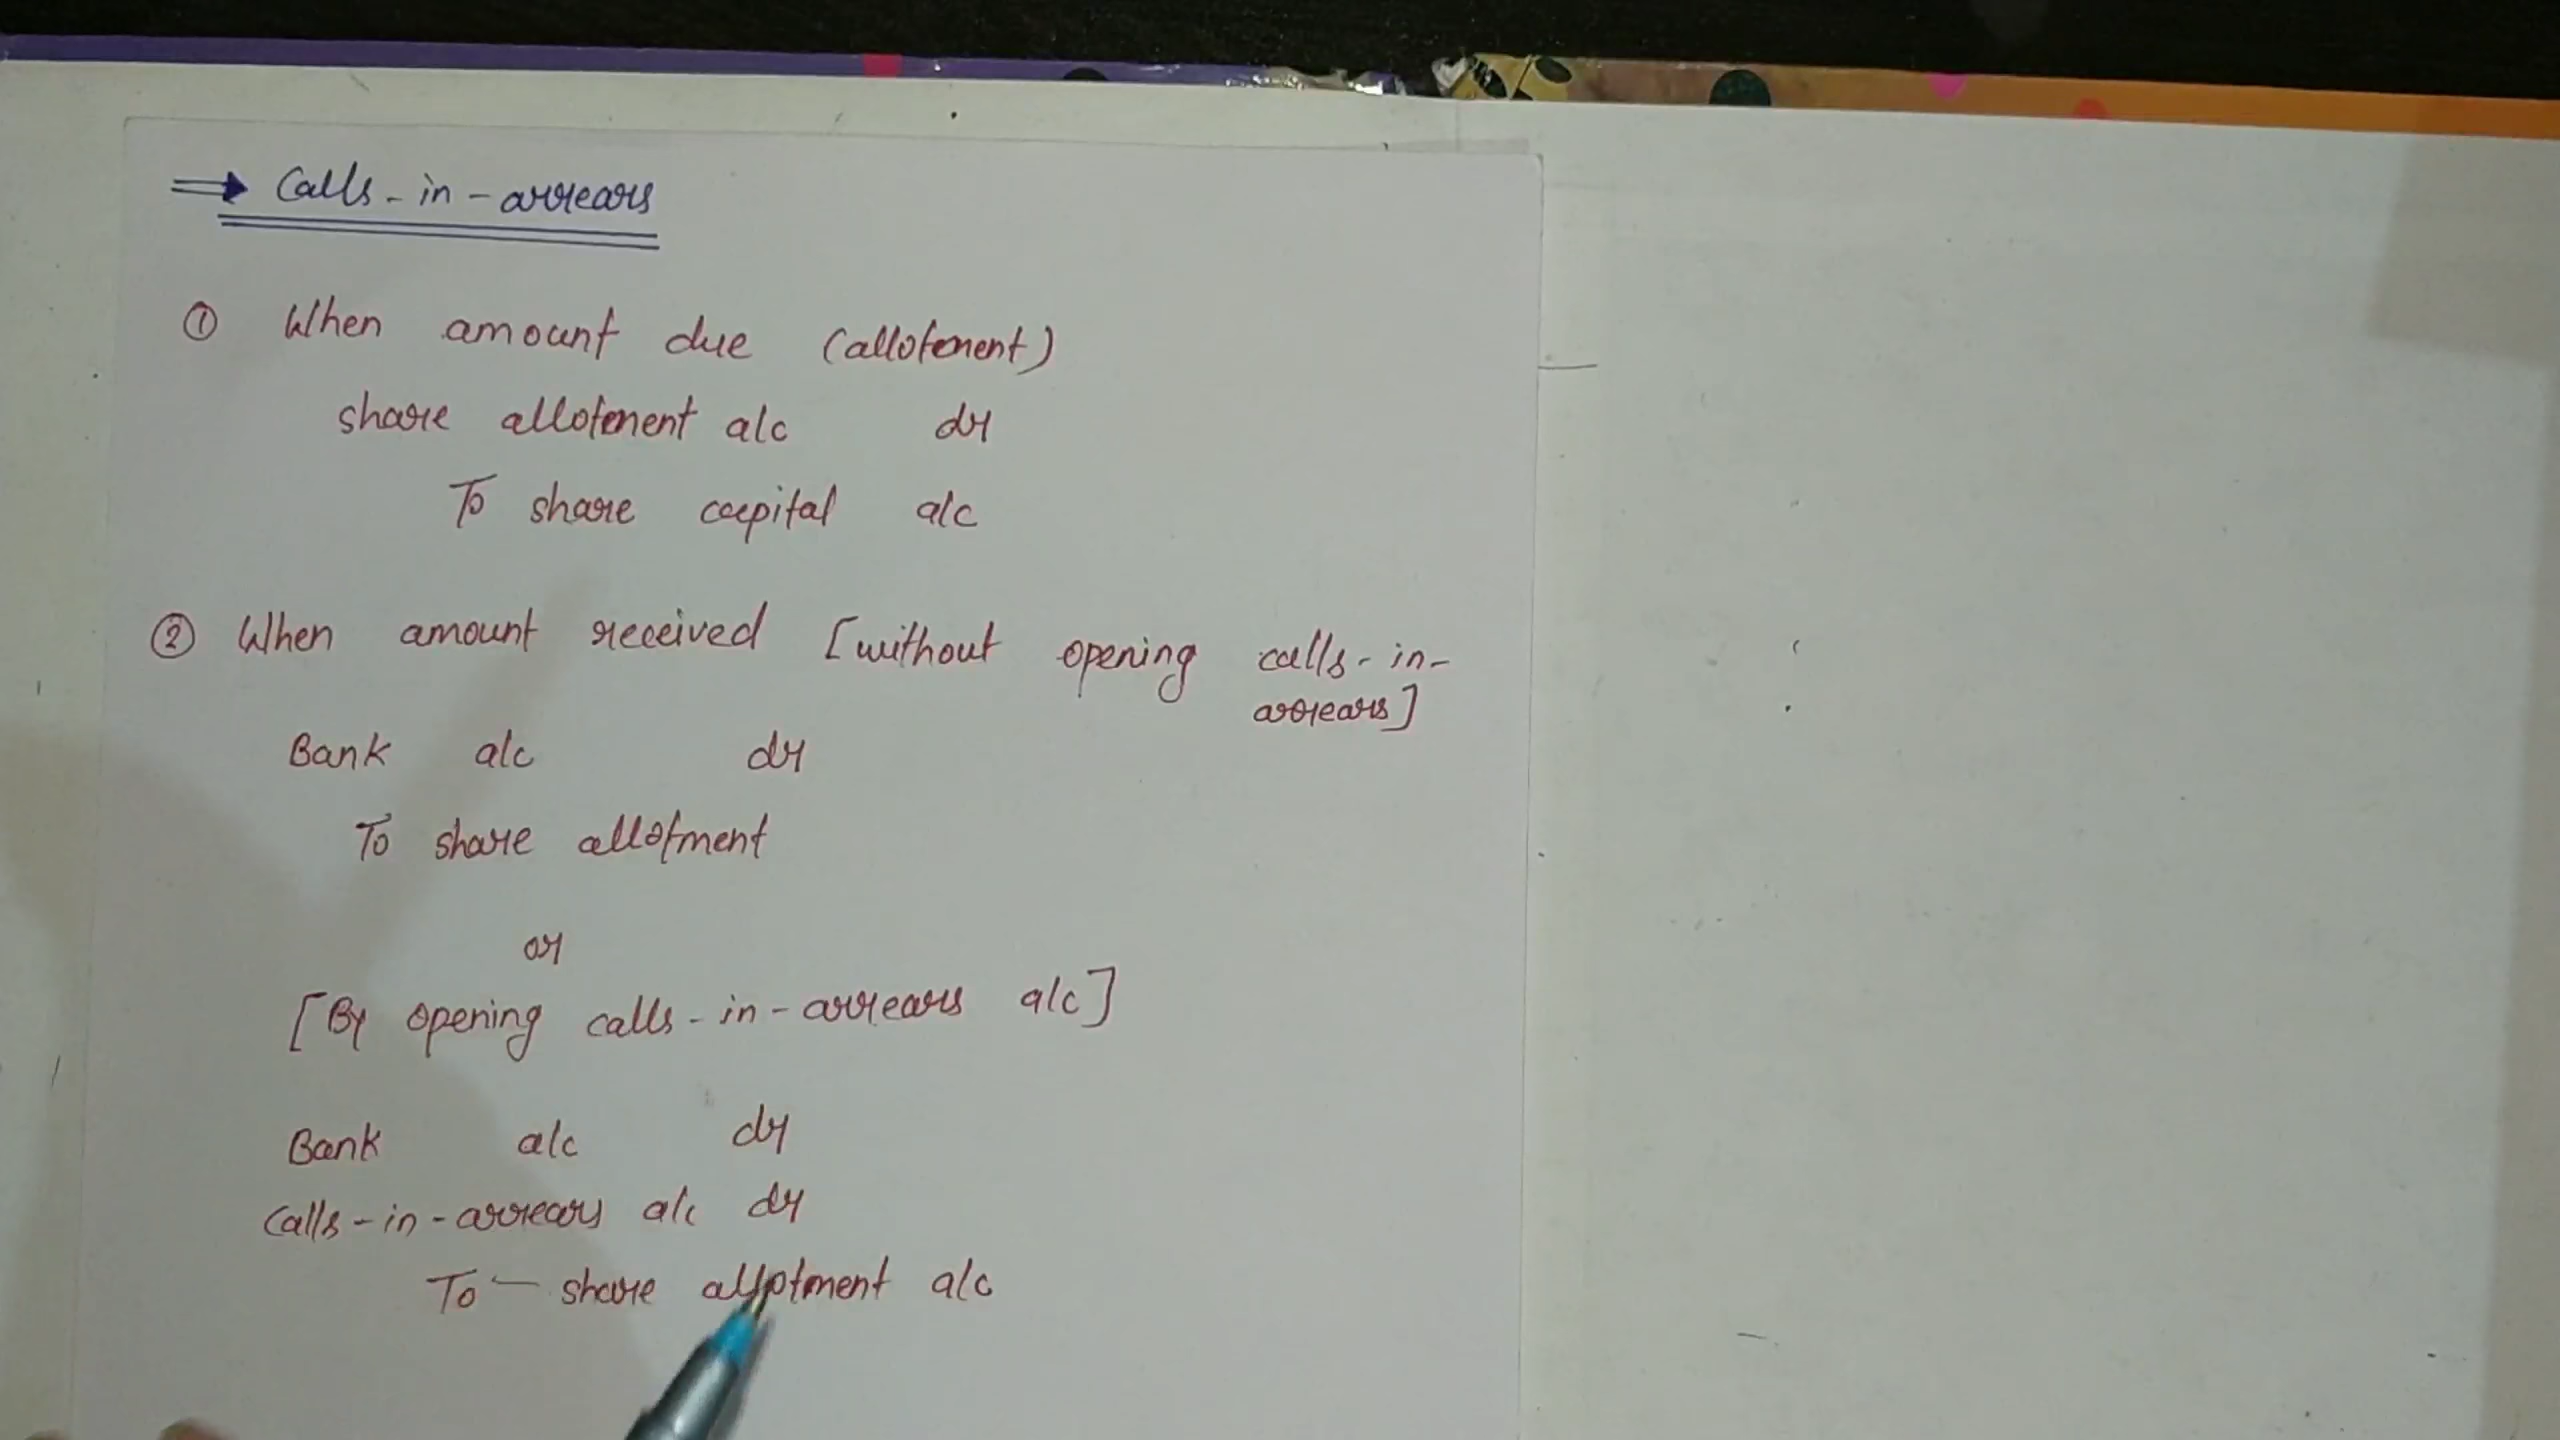 ⇒ Calls-in-arrears
① When amount due (allotment)
share allotment a/c dr
To share capital a/c
② When amount received [without opening calls-in-
arrears]
Bank a/c dr
To share allotment
or
[By opening calls-in-arrears a/c]
Bank a/c dr
Calls-in-arrears a/c dr
To share allotment a/c